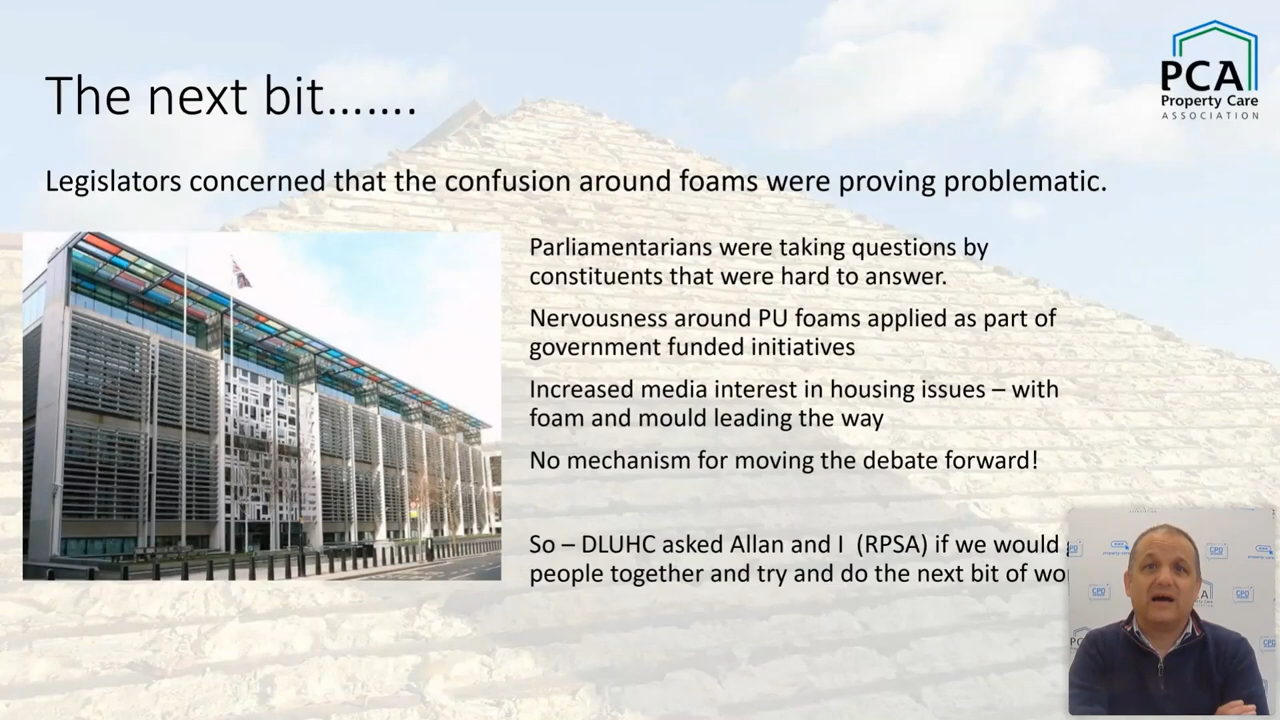 The next bit…….
PCA
Property Care
ASSOCIATION
Legislators concerned that the confusion around foams were proving problematic.
Parliamentarians were taking questions by
constituents that were hard to answer.
Nervousness around PU foams applied as part of
government funded initiatives
Increased media interest in housing issues – with
foam and mould leading the way
No mechanism for moving the debate forward!
So – DLUHC asked Allan and I (RPSA) if we would
people together and try and do the next bit of
CPD
CPD
CPD
CPD